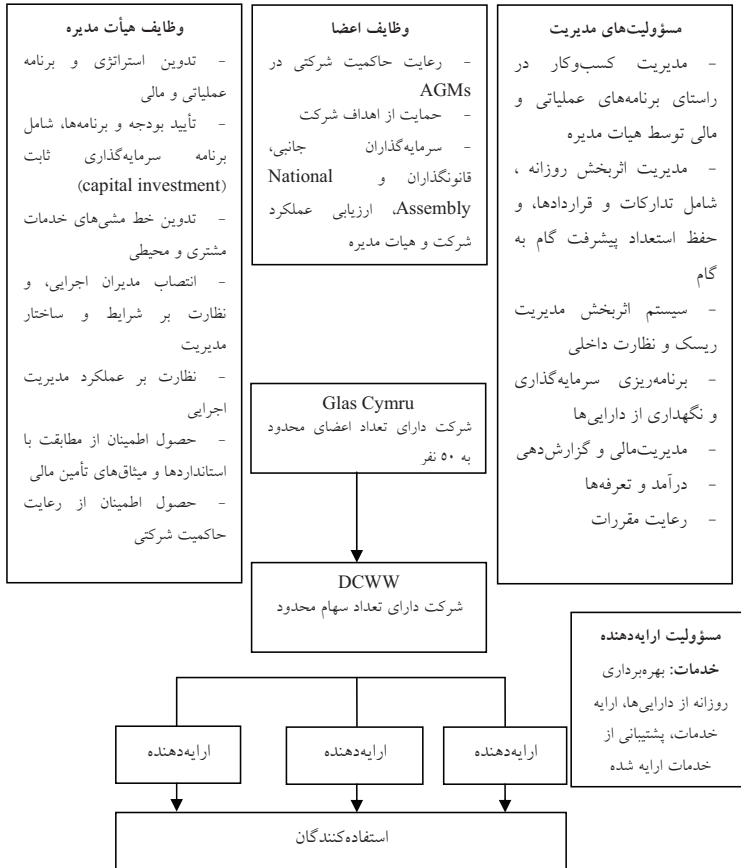 مسؤولیت‌های مدیریت
- مدیریت کسب‌وکار در
راستای برنامه‌های عملیاتی و
مالی توسط هیات مدیره
- مدیریت اثربخش روزانه ،
شامل تدارکات و قراردادها، و
حفظ استعداد پیشرفت گام به
گام
- سیستم اثربخش مدیریت
ریسک و نظارت داخلی
- برنامه‌ریزی سرمایه‌گذاری
و نگهداری از دارایی‌ها
- مدیریت‌مالی و گزارش‌دهی
- درآمد و تعرفه‌ها
- رعایت مقررات
وظایف اعضا
- رعایت حاکمیت شرکتی در
AGMs
- حمایت از اهداف شرکت
- سرمایه‌گذاران جانبی،
قانونگذاران و National
Assembly، ارزیابی عملکرد
شرکت و هیات مدیره
وظایف هیأت مدیره
- تدوین استراتژی و برنامه
عملیاتی و مالی
- تأیید بودجه و برنامه‌ها، شامل
برنامه سرمایه‌گذاری ثابت
(capital investment)
- تدوین خط مشی‌های خدمات
مشتری و محیطی
- انتصاب مدیران اجرایی، و
نظارت بر شرایط و ساختار
مدیریت
- نظارت بر عملکرد مدیریت
اجرایی
- حصول اطمینان از مطابقت با
استانداردها و میثاق‌های تأمین مالی
- حصول اطمینان از رعایت
حاکمیت شرکتی
Glas Cymru
شرکت دارای تعداد اعضای محدود
به ۵۰ نفر
DCWW
شرکت دارای تعداد سهام محدود
مسؤولیت ارایه‌دهنده
خدمات: بهره‌برداری
روزانه از دارایی‌ها، ارایه
خدمات، پشتیبانی از
خدمات ارایه شده
ارایه‌دهنده
ارایه‌دهنده
ارایه‌دهنده
استفاده‌کنندگان